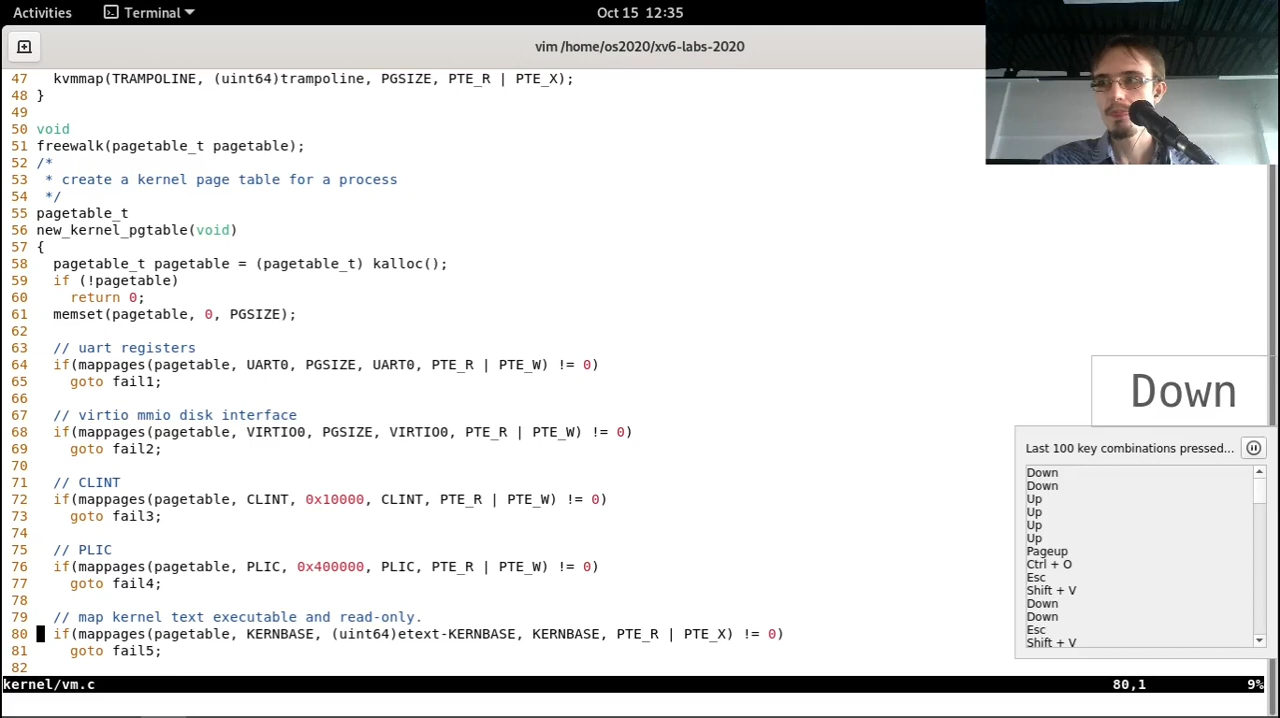 Activities Terminal Oct 15 12:35
vim /home/os2020/xv6-labs-2020
47 kvmmap(TRAMPOLINE, (uint64)trampoline, PGSIZE, PTE_R | PTE_X);
48 }
49
50 void
51 freewalk(pagetable_t pagetable);
52 /*
53 * create a kernel page table for a process
54 */
55 pagetable_t
56 new_kernel_pgtable(void)
57 {
58 pagetable_t pagetable = (pagetable_t) kalloc();
59 if (!pagetable)
60 return 0;
61 memset(pagetable, 0, PGSIZE);
62
63 // uart registers
64 if(mappages(pagetable, UART0, PGSIZE, UART0, PTE_R | PTE_W) != 0)
65 goto fail1;
66
67 // virtio mmio disk interface
68 if(mappages(pagetable, VIRTIO0, PGSIZE, VIRTIO0, PTE_R | PTE_W) != 0)
69 goto fail2;
70
71 // CLINT
72 if(mappages(pagetable, CLINT, 0x10000, CLINT, PTE_R | PTE_W) != 0)
73 goto fail3;
74
75 // PLIC
76 if(mappages(pagetable, PLIC, 0x400000, PLIC, PTE_R | PTE_W) != 0)
77 goto fail4;
78
79 // map kernel text executable and read-only.
80 if(mappages(pagetable, KERNBASE, (uint64)etext-KERNBASE, KERNBASE, PTE_R | PTE_X) != 0)
81 goto fail5;
82
kernel/vm.c 80,1 9%
Down
Last 100 key combinations pressed...
Down
Down
Up
Up
Up
Up
Pageup
Ctrl + O
Esc
Shift + V
Down
Down
Esc
Shift + V